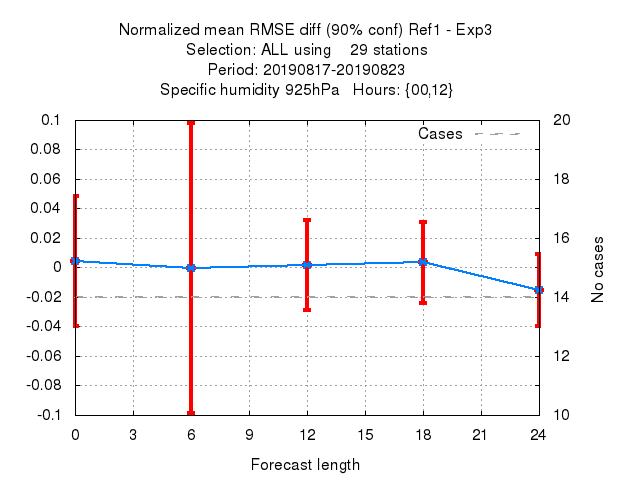 Normalized mean RMSE diff (90% conf) Ref1 - Exp3
Selection: ALL using    29 stations
Period: 20190817-20190823
Specific humidity 925hPa   Hours: {00,12}
Cases
0.1
0.08
0.06
0.04
0.02
0
-0.02
-0.04
-0.06
-0.08
-0.1
20
18
16
14
12
10
No cases
0 3 6 9 12 15 18 21 24
Forecast length